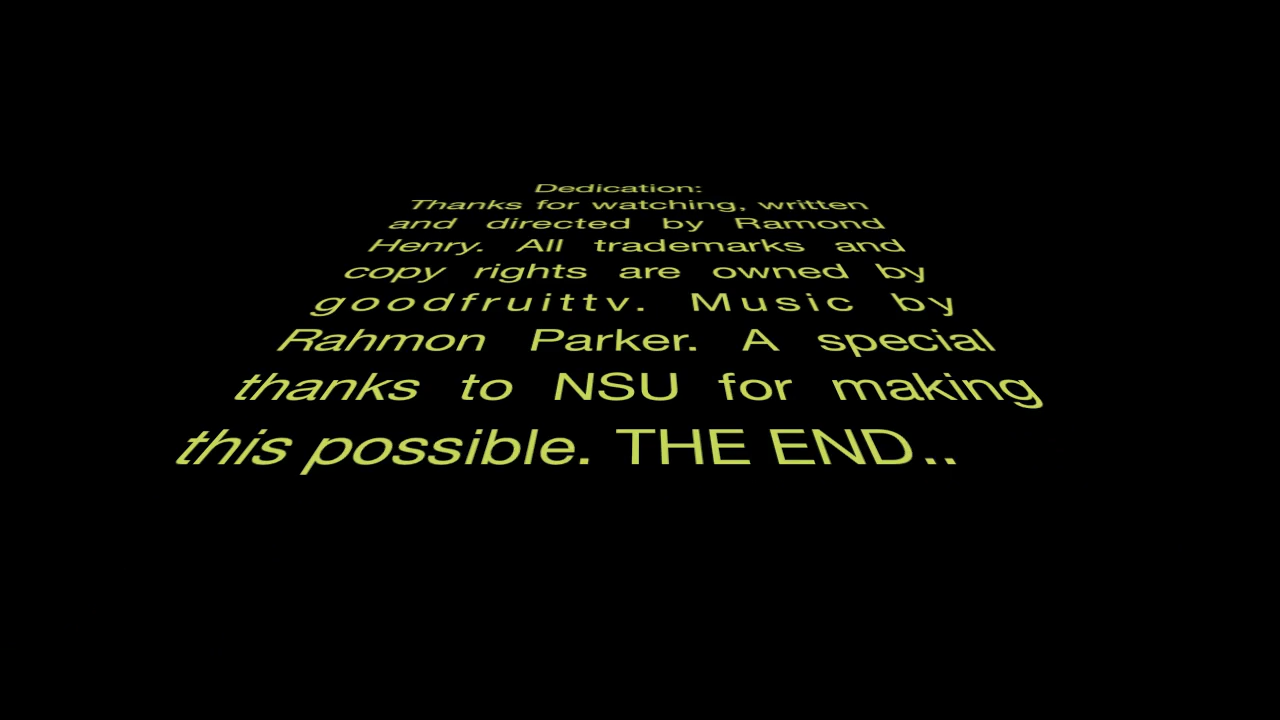 Dedication:
Thanks for watching, written
and directed by Ramond
Henry. All trademarks and
copy rights are owned by
goodfruittv. Music by
Rahmon Parker. A special
thanks to NSU for making
this possible. THE END..